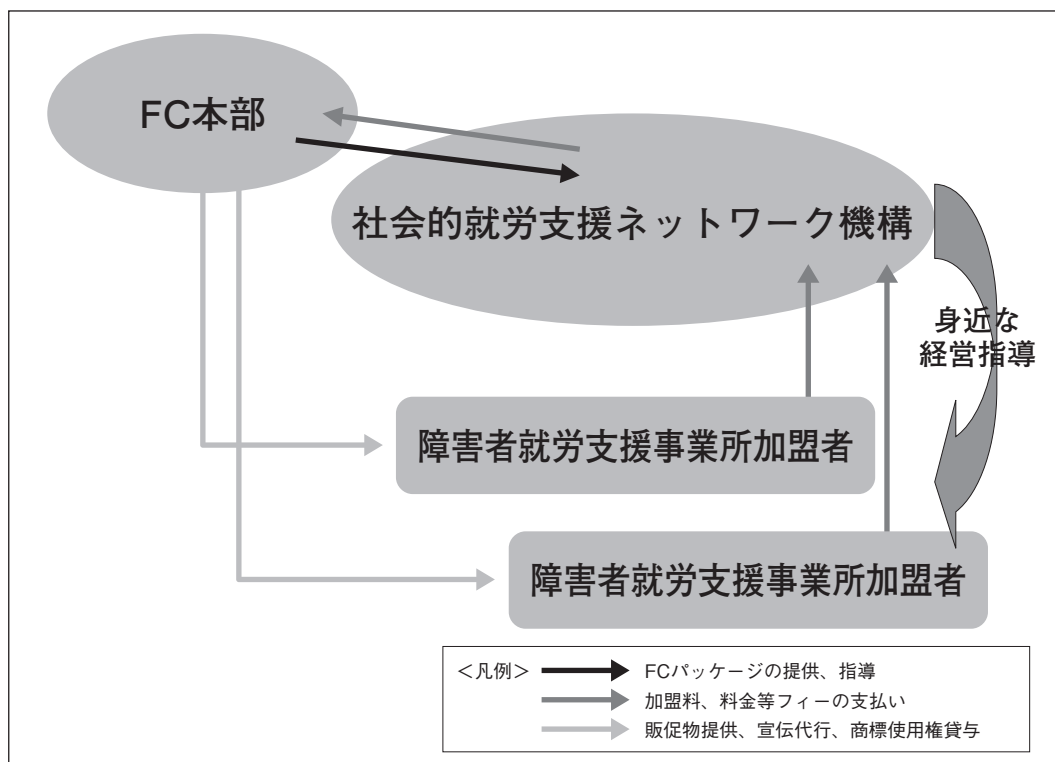 FC本部
社会的就労支援ネットワーク機構
身近な
経営指導
障害者就労支援事業所加盟者
障害者就労支援事業所加盟者
＜凡例＞
FCパッケージの提供、指導
加盟料、料金等フィーの支払い
販促物提供、宣伝代行、商標使用権貸与